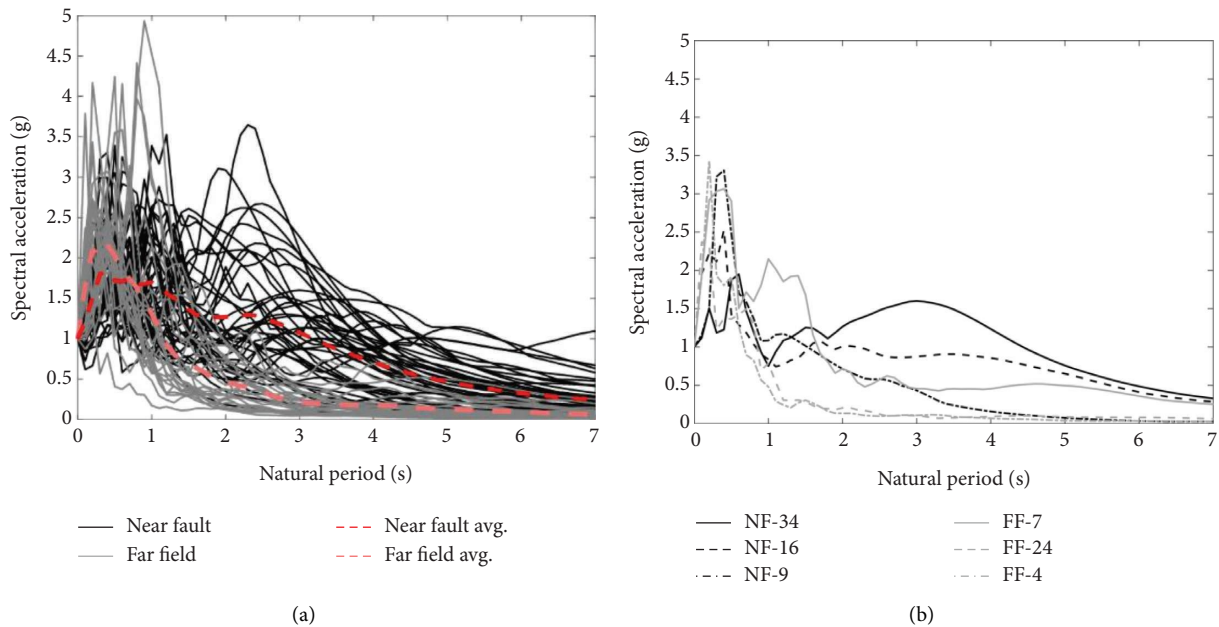 Spectral acceleration (g)
5
4.5
4
3.5
3
2.5
2
1.5
1
0.5
0
0 1 2 3 4 5 6 7
Natural period (s)
Near fault
Far field
Near fault avg.
Far field avg.
(a)
Spectral acceleration (g)
5
4.5
4
3.5
3
2.5
2
1.5
1
0.5
0
0 1 2 3 4 5 6 7
Natural period (s)
NF-34
NF-16
NF-9
FF-7
FF-24
FF-4
(b)